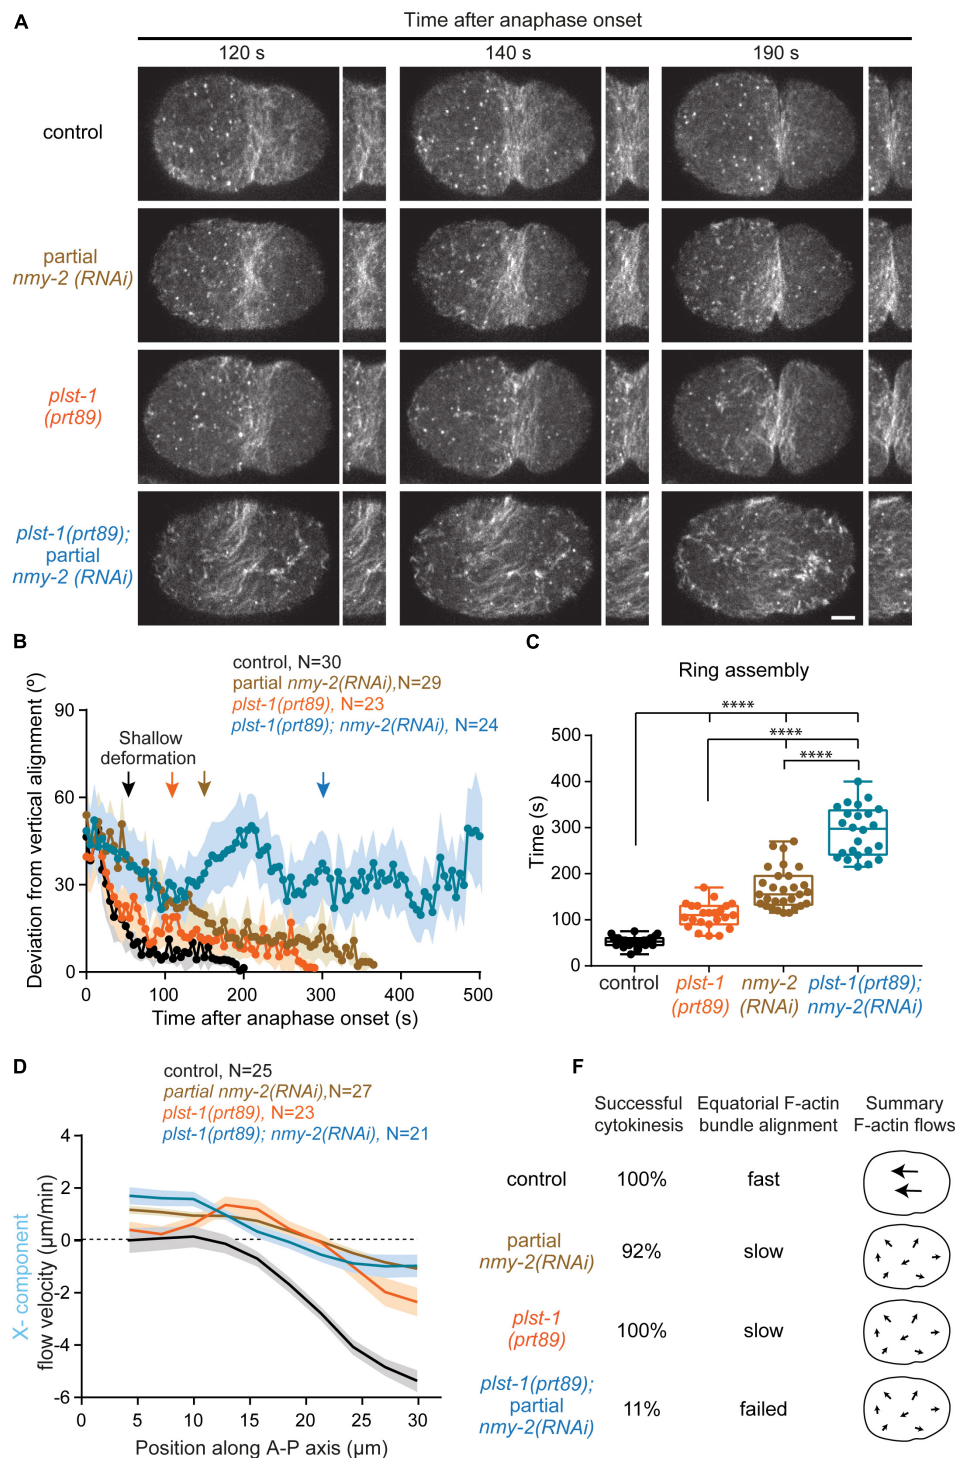 A
Time after anaphase onset
120 s
140 s
190 s
control
partial
nmy-2 (RNAi)
plst-1
(prt89)
plst-1(prt89);
partial
nmy-2 (RNAi)
B
control, N=30
partial nmy-2(RNAi),N=29
plst-1(prt89), N=23
plst-1(prt89); nmy-2(RNAi), N=24
Deviation from vertical alignment (º)
90
60
30
0
Shallow
deformation
0
100
200
300
400
500
Time after anaphase onset (s)
C
Ring assembly
****
****
****
Time (s)
500
400
300
200
100
0
control
plst-1
(prt89)
nmy-2
(RNAi)
plst-1(prt89);
nmy-2(RNAi)
D
control, N=25
partial nmy-2(RNAi),N=27
plst-1(prt89), N=23
plst-1(prt89); nmy-2(RNAi), N=21
X- component
flow velocity (µm/min)
4
2
0
-2
-4
-6
0
5
10
15
20
25
30
Position along A-P axis (µm)
F
Successful
cytokinesis
Equatorial F-actin
bundle alignment
Summary
F-actin flows
control
100%
fast
partial
nmy-2(RNAi)
92%
slow
plst-1
(prt89)
100%
slow
plst-1(prt89);
partial
nmy-2(RNAi)
11%
failed